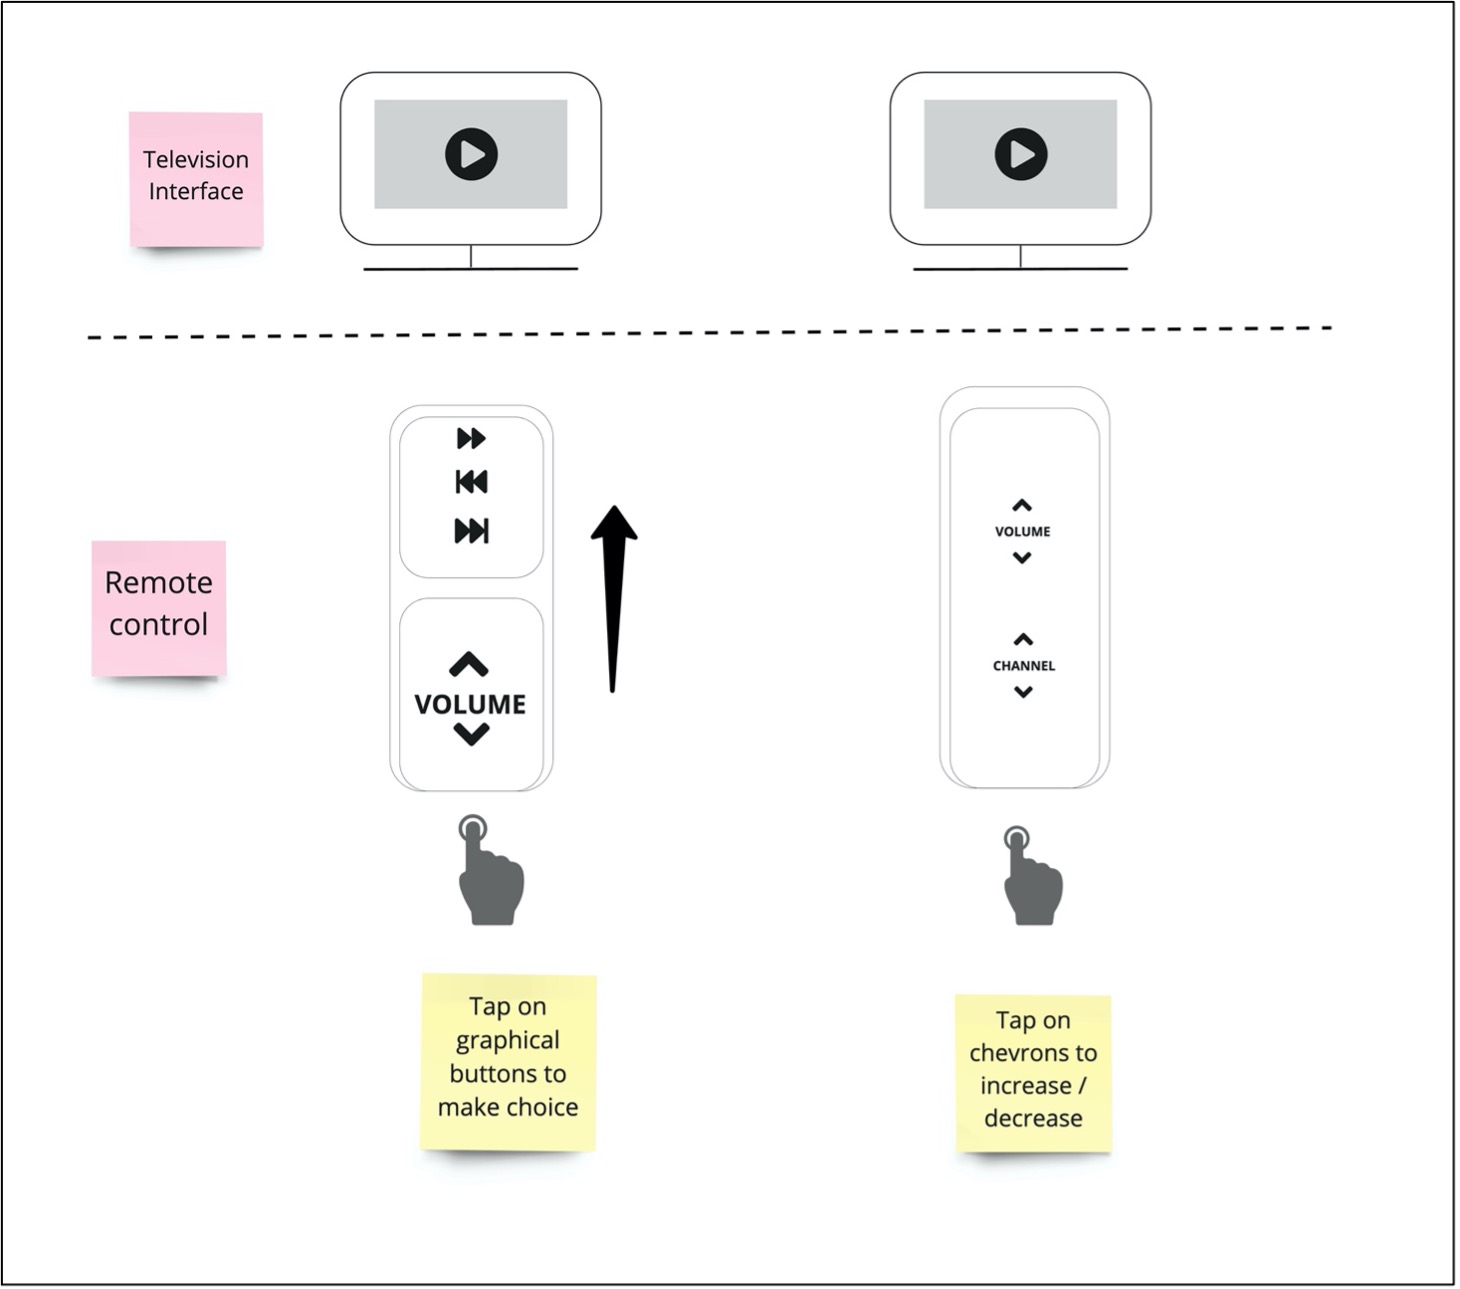 Television
Interface
Remote
control
VOLUME
VOLUME
CHANNEL
Tap on
graphical
buttons to
make choice
Tap on
chevrons to
increase /
decrease